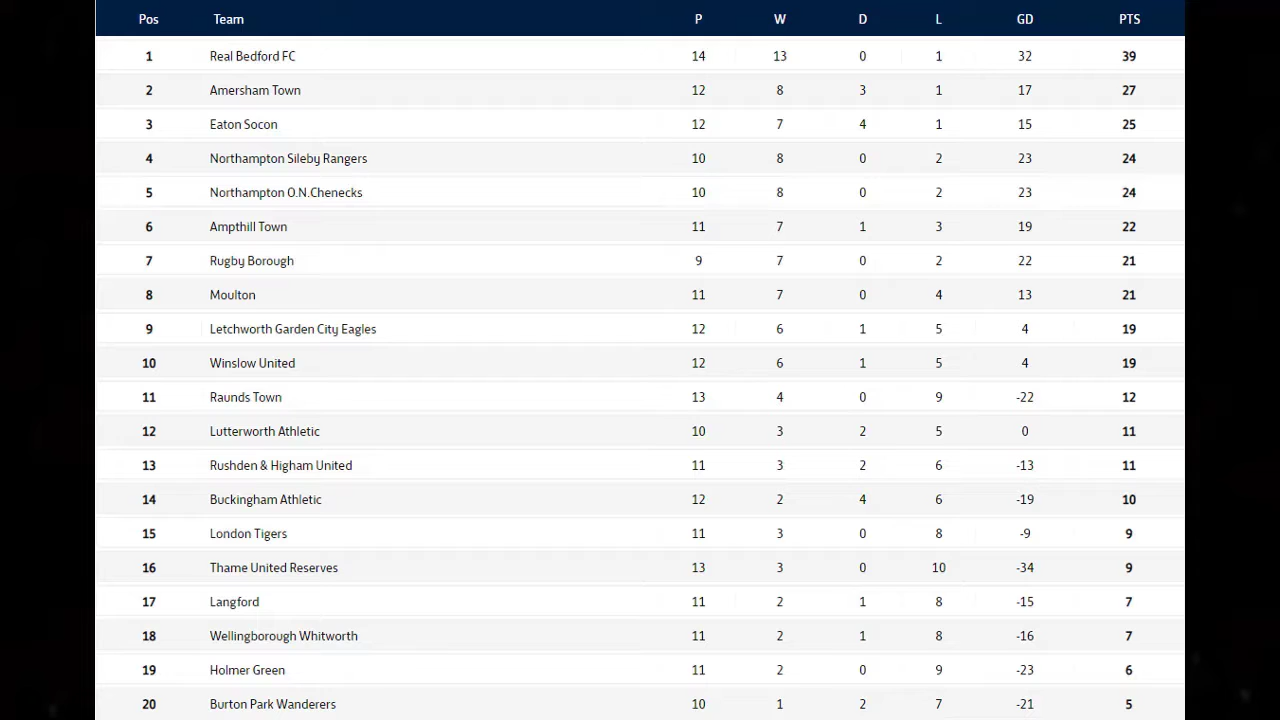 Pos Team P W D L GD PTS
1 Real Bedford FC 14 13 0 1 32 39
2 Amersham Town 12 8 3 1 17 27
3 Eaton Socon 12 7 4 1 15 25
4 Northampton Sileby Rangers 10 8 0 2 23 24
5 Northampton O.N.Chenecks 10 8 0 2 23 24
6 Ampthill Town 11 7 1 3 19 22
7 Rugby Borough 9 7 0 2 22 21
8 Moulton 11 7 0 4 13 21
9 Letchworth Garden City Eagles 12 6 1 5 4 19
10 Winslow United 12 6 1 5 4 19
11 Raunds Town 13 4 0 9 -22 12
12 Lutterworth Athletic 10 3 2 5 0 11
13 Rushden & Higham United 11 3 2 6 -13 11
14 Buckingham Athletic 12 2 4 6 -19 10
15 London Tigers 11 3 0 8 -9 9
16 Thame United Reserves 13 3 0 10 -34 9
17 Langford 11 2 1 8 -15 7
18 Wellingborough Whitworth 11 2 1 8 -16 7
19 Holmer Green 11 2 0 9 -23 6
20 Burton Park Wanderers 10 1 2 7 -21 5